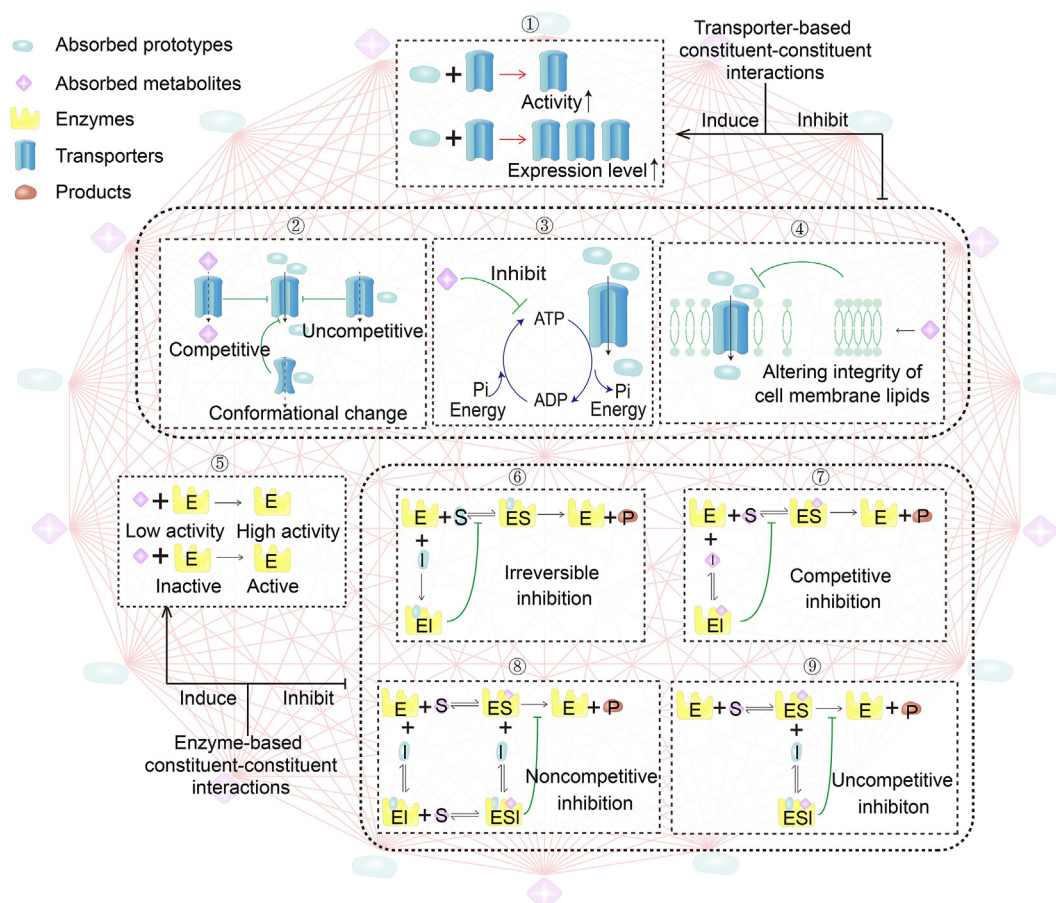 Absorbed prototypes
Absorbed metabolites
Enzymes
Transporters
Products
Transporter-based
constituent-constituent
interactions
Induce
Inhibit
①
+
Activity↑
+
Expression level↑
②
Competitive
Uncompetitive
Conformational change
③
Inhibit
ATP
ADP
Pi
Energy
Pi
Energy
④
Altering integrity of
cell membrane lipids
⑤
+ E → E
Low activity High activity
+ E → E
Inactive Active
Induce
Inhibit
Enzyme-based
constituent-constituent
interactions
⑥
E + S ⇌ ES → E + P
+
I
↓
EI
Irreversible
inhibition
⑦
E + S ⇌ ES → E + P
+
I
⇌
EI
Competitive
inhibition
⑧
E + S ⇌ ES → E + P
+ +
I I
⇌ ⇌
EI + S ⇌ ESI
Noncompetitive
inhibition
⑨
E + S ⇌ ES → E + P
+
I
⇌
ESI
Uncompetitive
inhibiton